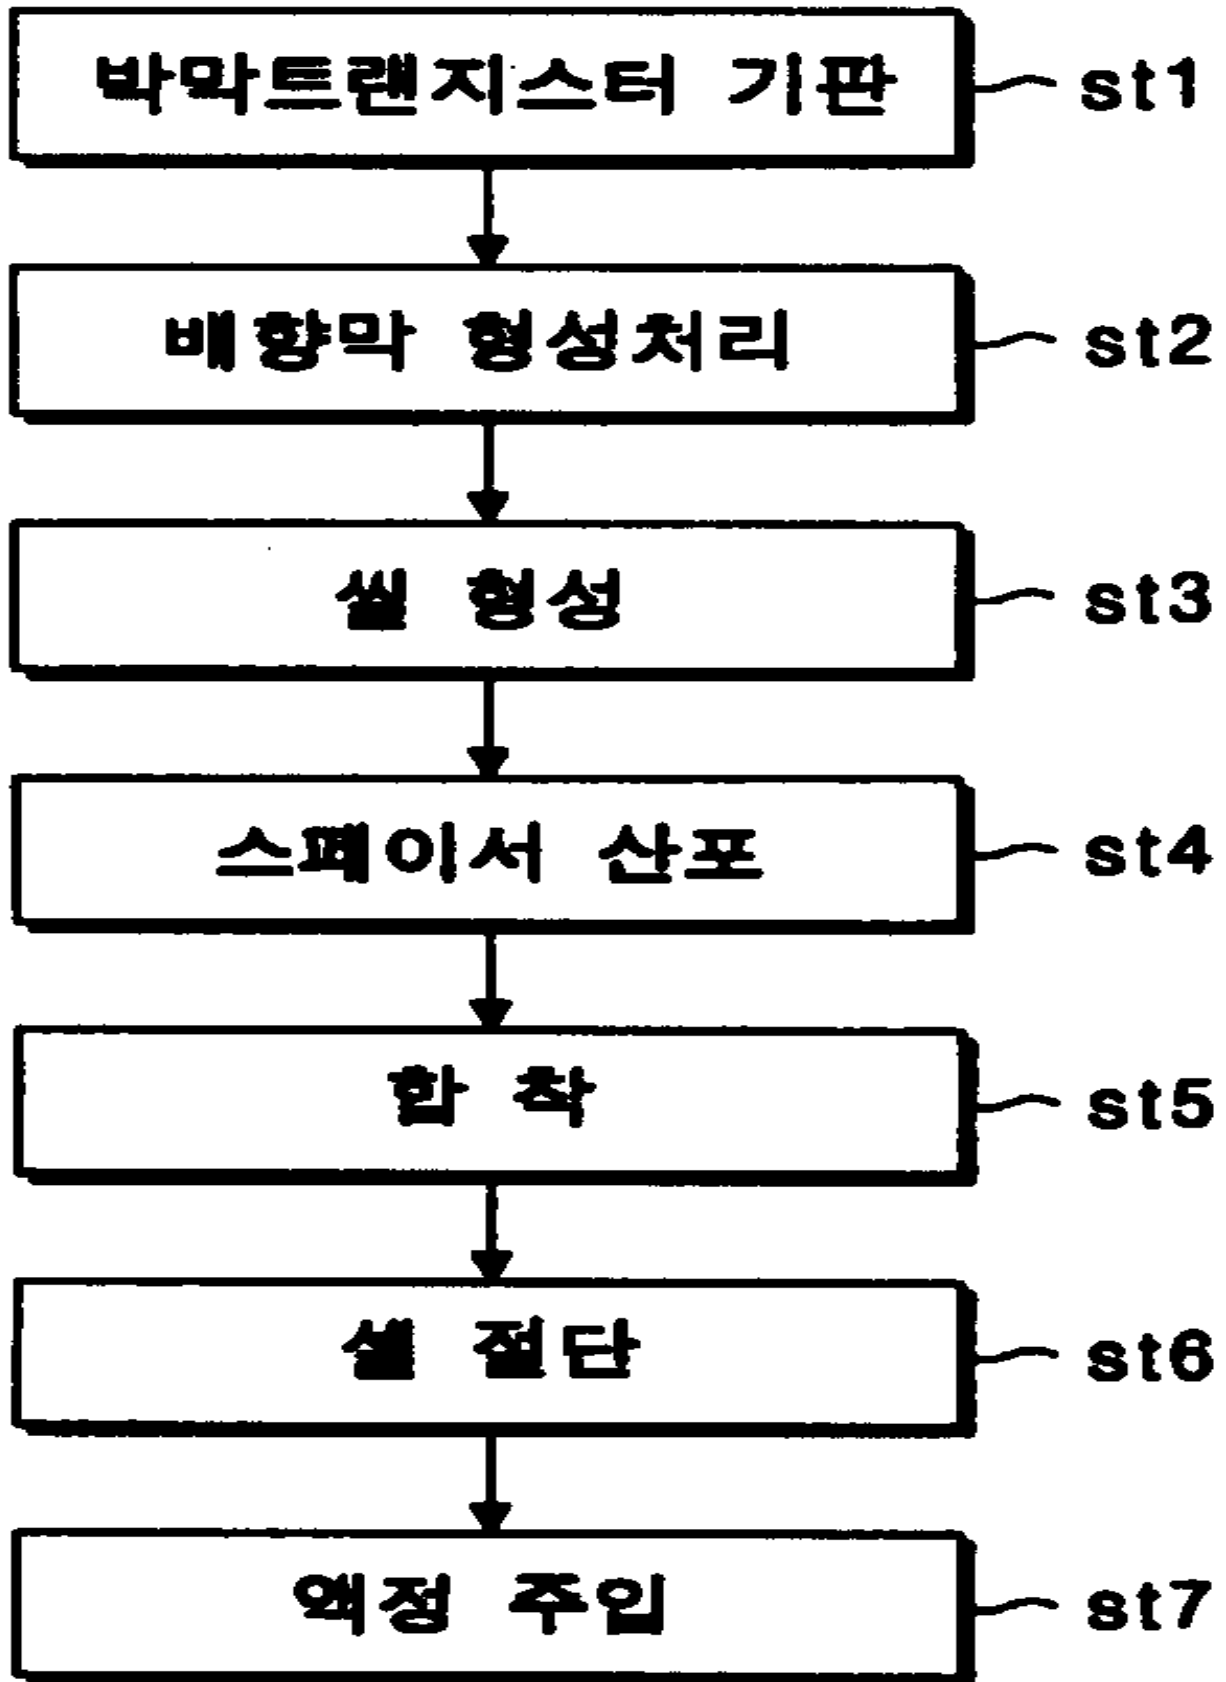 박막트랜지스터 기판 st1
배향막 형성처리 st2
씰 형성 st3
스페이서 산포 st4
합 착 st5
셀 절단 st6
액정 주입 st7